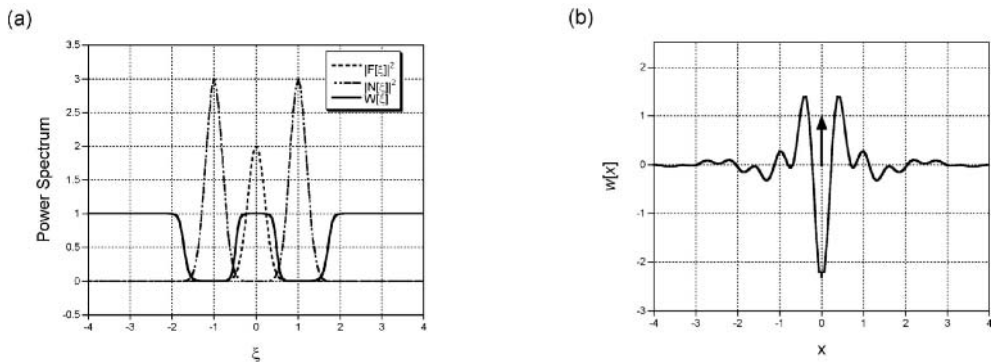 (a)
3.5
3
2.5
2
1.5
1
0.5
0
-0.5
-4 -3 -2 -1 0 1 2 3 4
Power Spectrum
ξ
|F[ξ]|²
|N[ξ]|²
W[ξ]
(b)
2
1
0
-1
-2
-3
-4 -3 -2 -1 0 1 2 3 4
w[x]
x